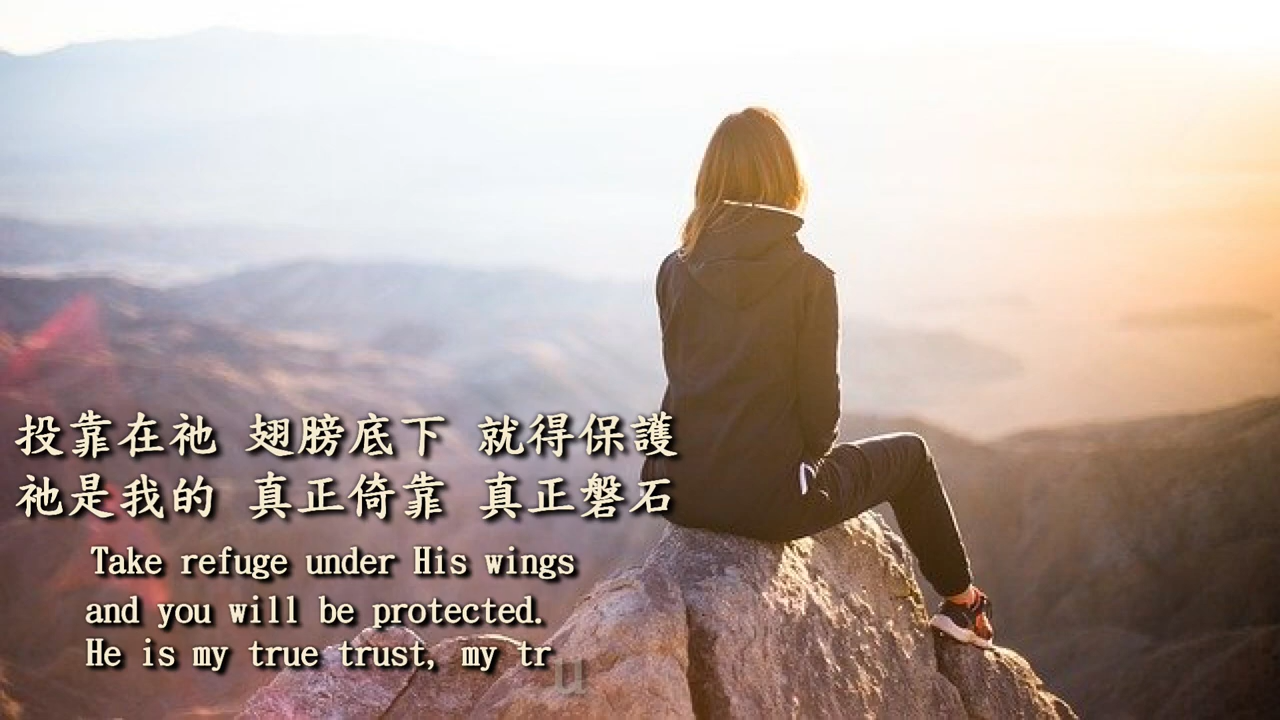 投靠在祂 翅膀底下 就得保護
祂是我的 真正倚靠 真正磐石
Take refuge under His wings
and you will be protected.
He is my true trust, my tru